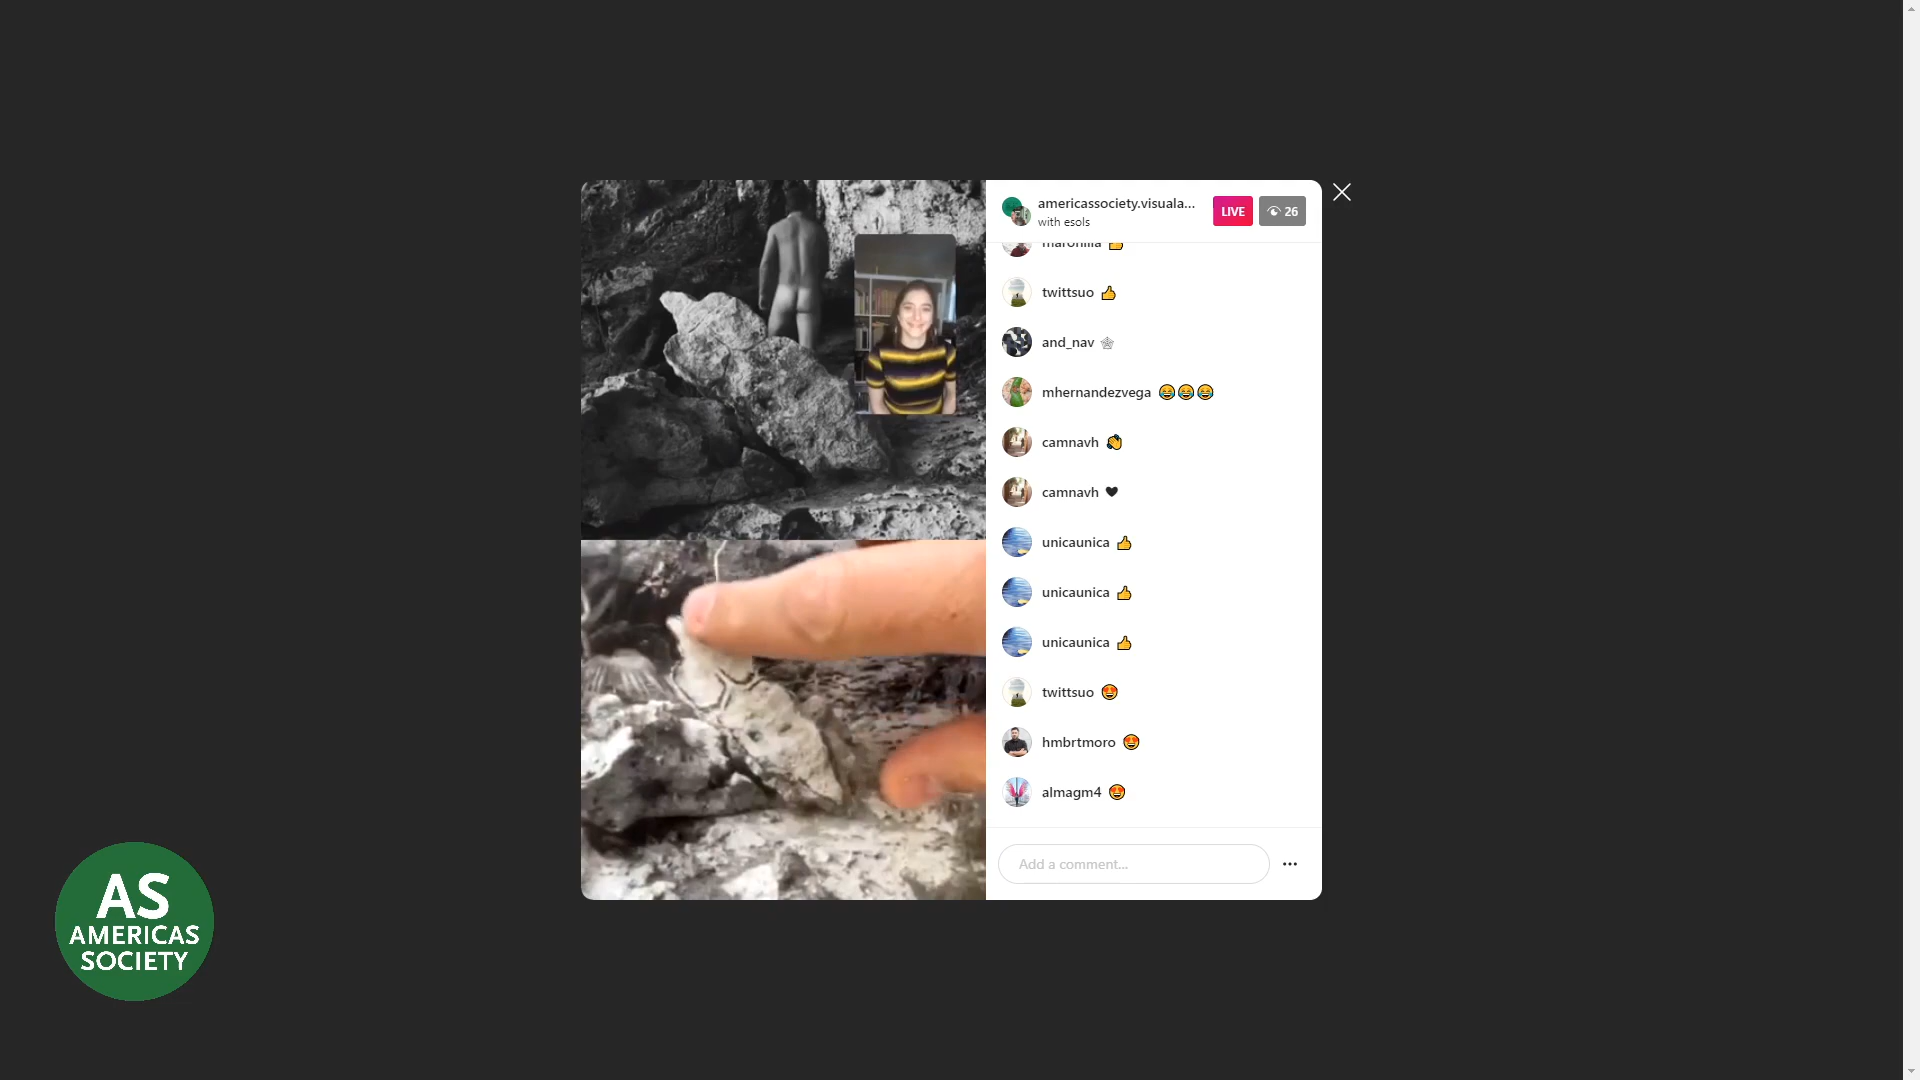 americassociety.visuala...
with esols
LIVE
26
maronilla
twittsuo
and_nav
mhernandezvega
camnavh
camnavh
unicaunica
unicaunica
unicaunica
twittsuo
hmbrtmoro
almagm4
Add a comment...
AS
AMERICAS
SOCIETY